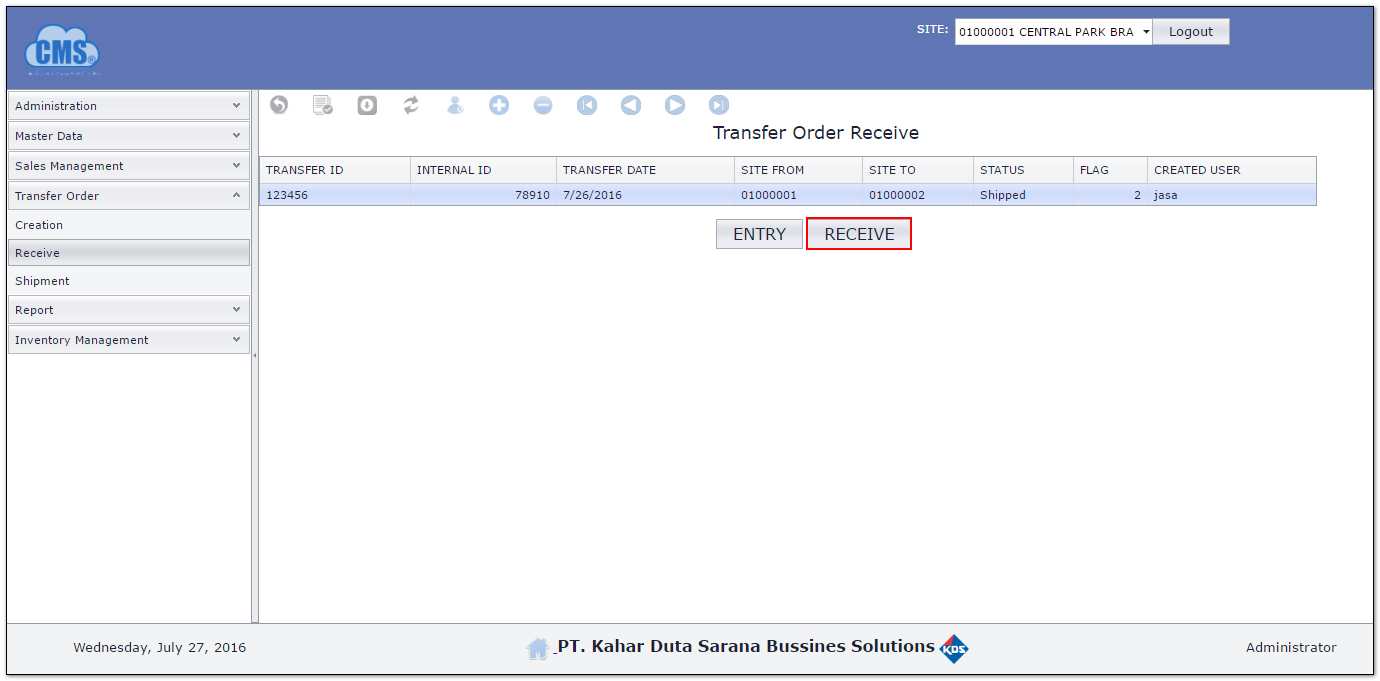 SITE: 01000001 CENTRAL PARK BRA Logout
CMS
Administration
Master Data
Sales Management
Transfer Order
Creation
Receive
Shipment
Report
Inventory Management
Transfer Order Receive
TRANSFER ID INTERNAL ID TRANSFER DATE SITE FROM SITE TO STATUS FLAG CREATED USER
123456 78910 7/26/2016 01000001 01000002 Shipped 2 jasa
ENTRY RECEIVE
Wednesday, July 27, 2016 PT. Kahar Duta Sarana Bussines Solutions KDS Administrator